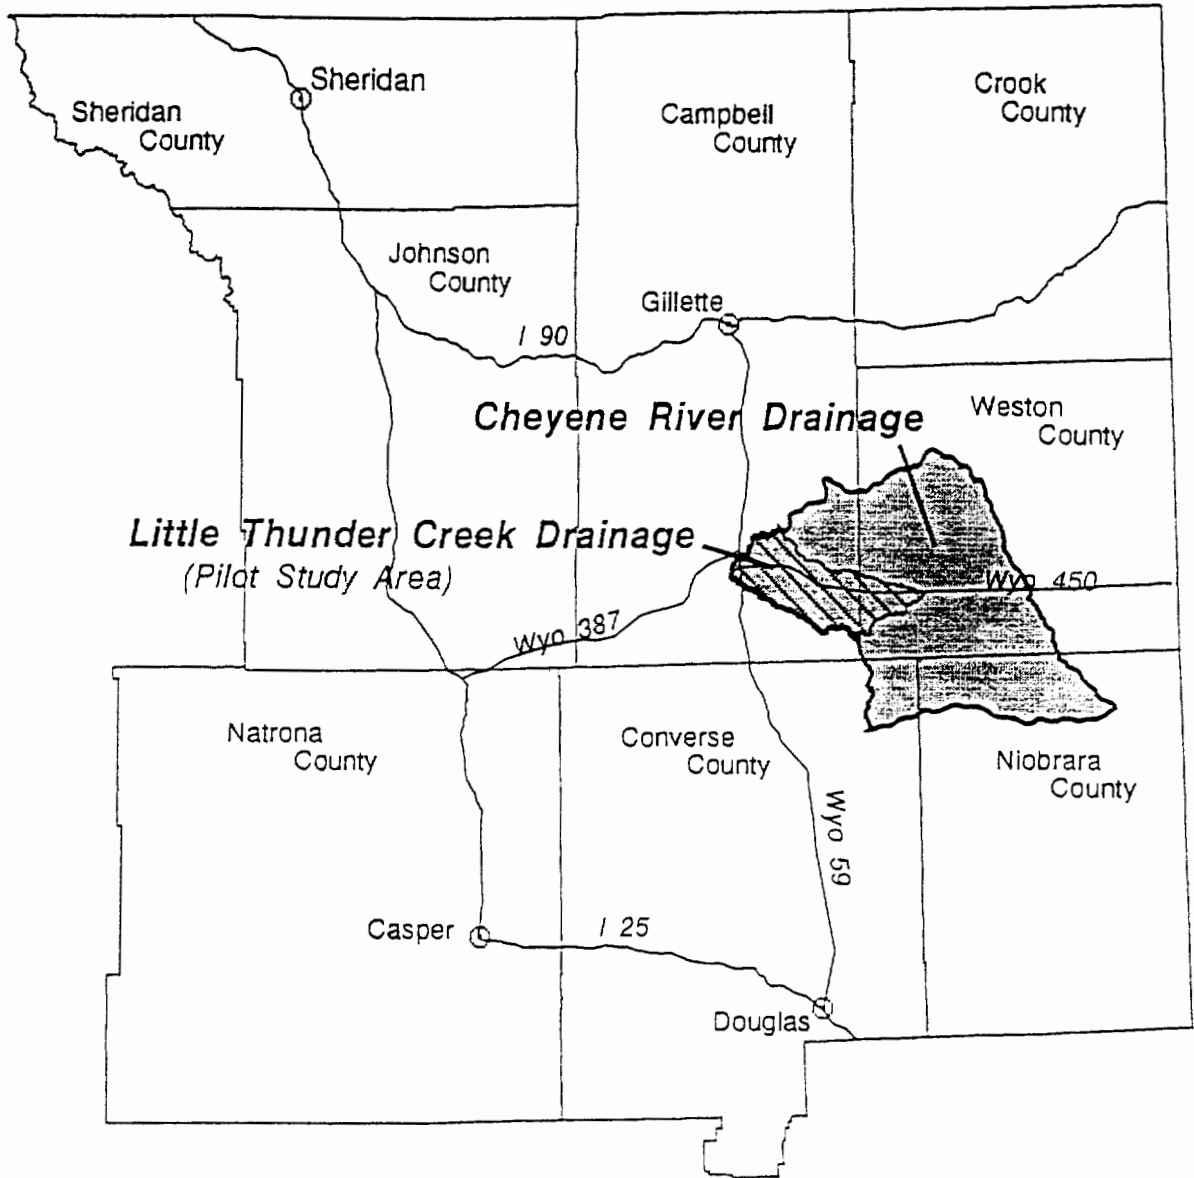 Sheridan
Sheridan
County
Campbell
County
Crook
County
Johnson
County
Gillette
I 90
Cheyene River Drainage
Weston
County
Little Thunder Creek Drainage
(Pilot Study Area)
Wyo 450
Wyo 387
Natrona
County
Converse
County
Niobrara
County
Wyo 59
Casper
I 25
Douglas